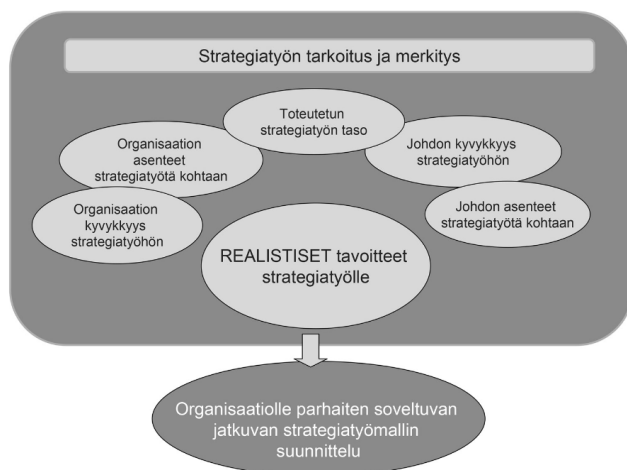 Strategiatyön tarkoitus ja merkitys
Toteutetun
strategiatyön taso
Organisaation
asenteet
strategiatyötä kohtaan
Johdon kyvykkyys
strategiatyöhön
Organisaation
kyvykkyys
strategiatyöhön
Johdon asenteet
strategiatyötä kohtaan
REALISTISET tavoitteet
strategiatyölle
Organisaatiolle parhaiten soveltuvan
jatkuvan strategiatyömallin
suunnittelu